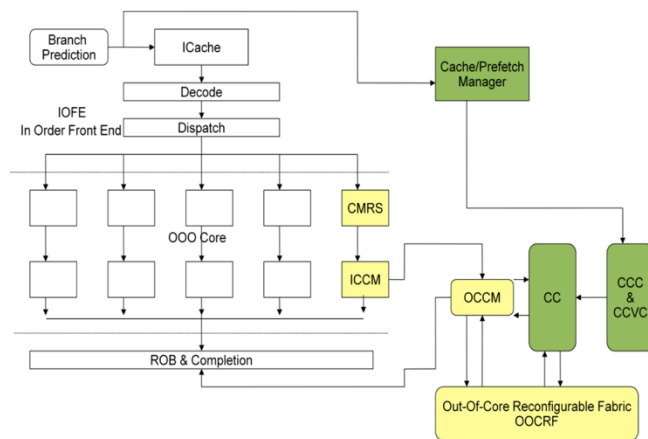 Branch
Prediction
ICache
Cache/Prefetch
Manager
Decode
IOFE
In Order Front End
Dispatch
CMRS
OOO Core
ICCM
OCCM
CC
CCC
&
CCVC
ROB & Completion
Out-Of-Core Reconfigurable Fabric
OOCRF